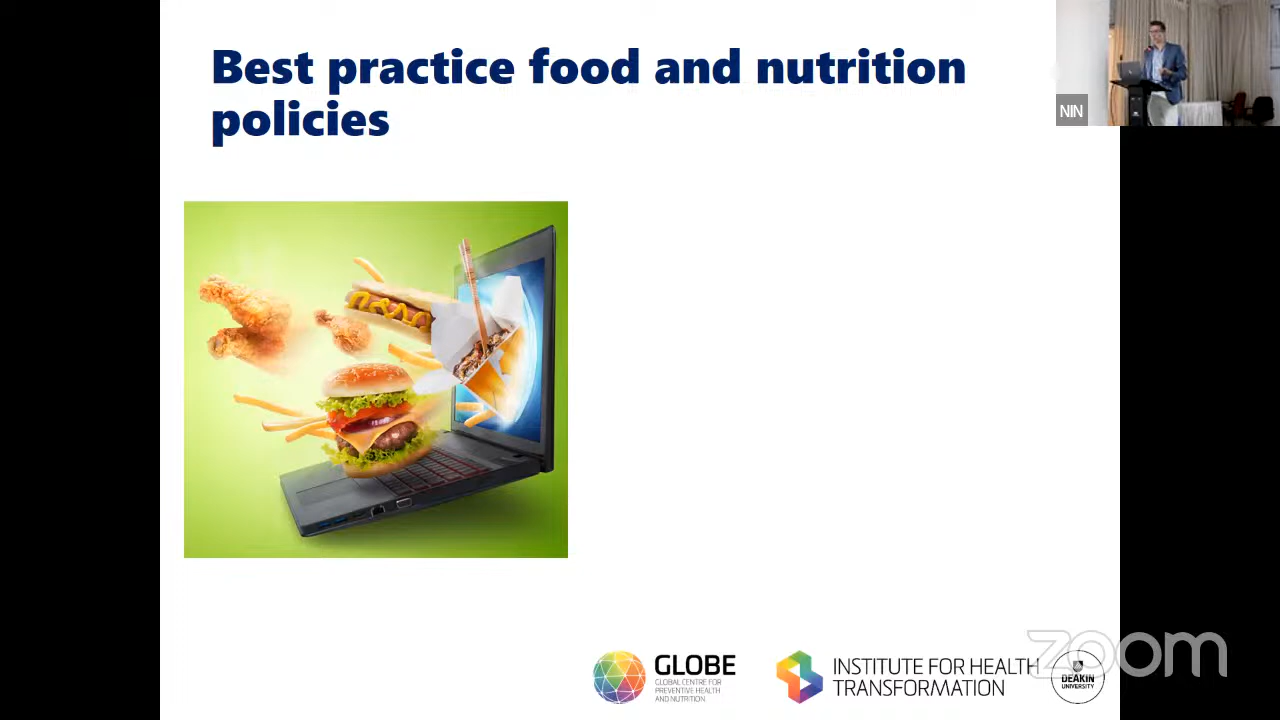 Best practice food and nutrition
policies
NIN
GLOBE
GLOBAL CENTRE FOR
PREVENTIVE HEALTH
AND NUTRITION
INSTITUTE FOR HEALTH
TRANSFORMATION
DEAKIN
UNIVERSITY
zoom